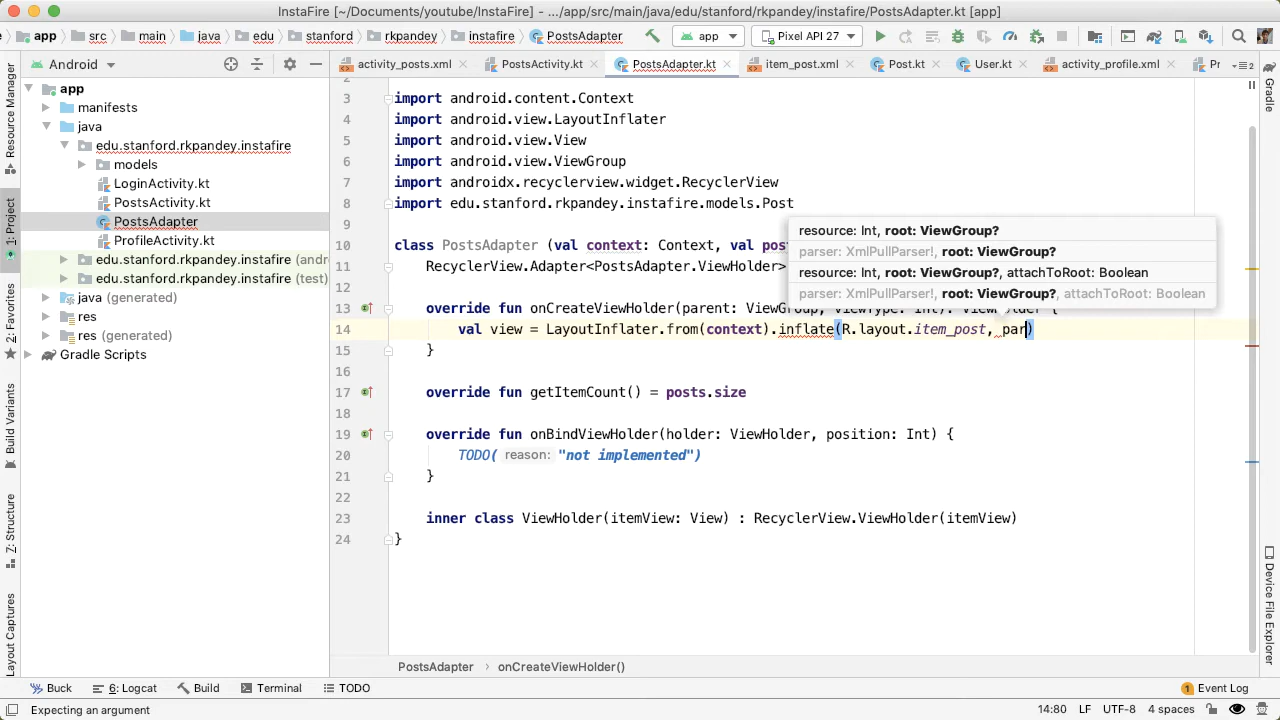 InstaFire [~/Documents/youtube/InstaFire] - .../app/src/main/java/edu/stanford/rkpandey/instafire/PostsAdapter.kt [app]
app src main java edu stanford rkpandey instafire PostsAdapter app Pixel API 27
Android activity_posts.xml PostsActivity.kt PostsAdapter.kt item_post.xml Post.kt User.kt activity_profile.xml Pr
Resource Manager
1: Project
2: Favorites
Build Variants
Z: Structure
Layout Captures
app
manifests
java
edu.stanford.rkpandey.instafire
models
LoginActivity.kt
PostsActivity.kt
PostsAdapter
ProfileActivity.kt
edu.stanford.rkpandey.instafire (andr
edu.stanford.rkpandey.instafire (test)
java (generated)
res
res (generated)
Gradle Scripts
2
3 import android.content.Context
4 import android.view.LayoutInflater
5 import android.view.View
6 import android.view.ViewGroup
7 import androidx.recyclerview.widget.RecyclerView
8 import edu.stanford.rkpandey.instafire.models.Post
9
10 class PostsAdapter (val context: Context, val pos
11 RecyclerView.Adapter<PostsAdapter.ViewHolder>
12
13 override fun onCreateViewHolder(parent: ViewGroup, viewType: Int): ViewHolder {
14 val view = LayoutInflater.from(context).inflate(R.layout.item_post, par)
15 }
16
17 override fun getItemCount() = posts.size
18
19 override fun onBindViewHolder(holder: ViewHolder, position: Int) {
20 TODO( reason: "not implemented")
21 }
22
23 inner class ViewHolder(itemView: View) : RecyclerView.ViewHolder(itemView)
24 }
resource: Int, root: ViewGroup?
parser: XmlPullParser!, root: ViewGroup?
resource: Int, root: ViewGroup?, attachToRoot: Boolean
parser: XmlPullParser!, root: ViewGroup?, attachToRoot: Boolean
Gradle
Device File Explorer
PostsAdapter › onCreateViewHolder()
Buck 6: Logcat Build Terminal TODO 1 Event Log
Expecting an argument 14:80 LF UTF-8 4 spaces